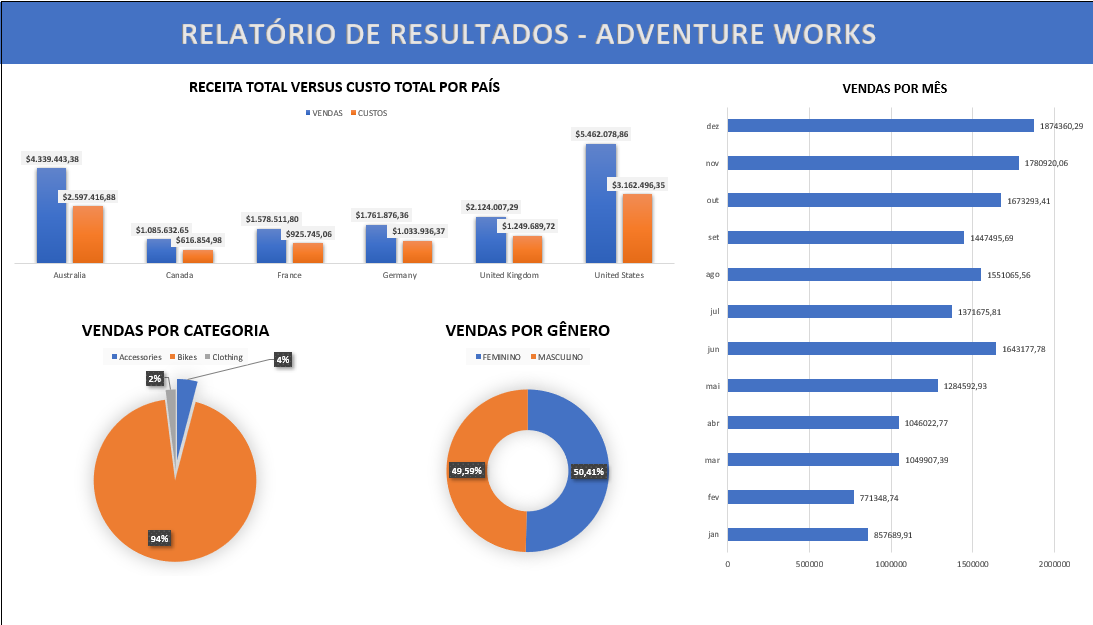 RELATÓRIO DE RESULTADOS - ADVENTURE WORKS
RECEITA TOTAL VERSUS CUSTO TOTAL POR PAÍS
VENDAS CUSTOS
$4.339.443,38
$2.597.416,88
$1.085.632,65
$616.854,98
$1.578.511,80
$925.745,06
$1.761.876,36
$1.033.936,37
$2.124.007,29
$1.249.689,72
$5.462.078,86
$3.162.496,35
Australia Canada France Germany United Kingdom United States
VENDAS POR CATEGORIA
Accessories Bikes Clothing
4%
2%
94%
VENDAS POR GÊNERO
FEMININO MASCULINO
49,59%
50,41%
VENDAS POR MÊS
dez 1874360,29
nov 1780920,06
out 1673293,41
set 1447495,69
ago 1551065,56
jul 1371675,81
jun 1643177,78
mai 1284592,93
abr 1046022,77
mar 1049907,39
fev 771348,74
jan 857689,91
0 500000 1000000 1500000 2000000